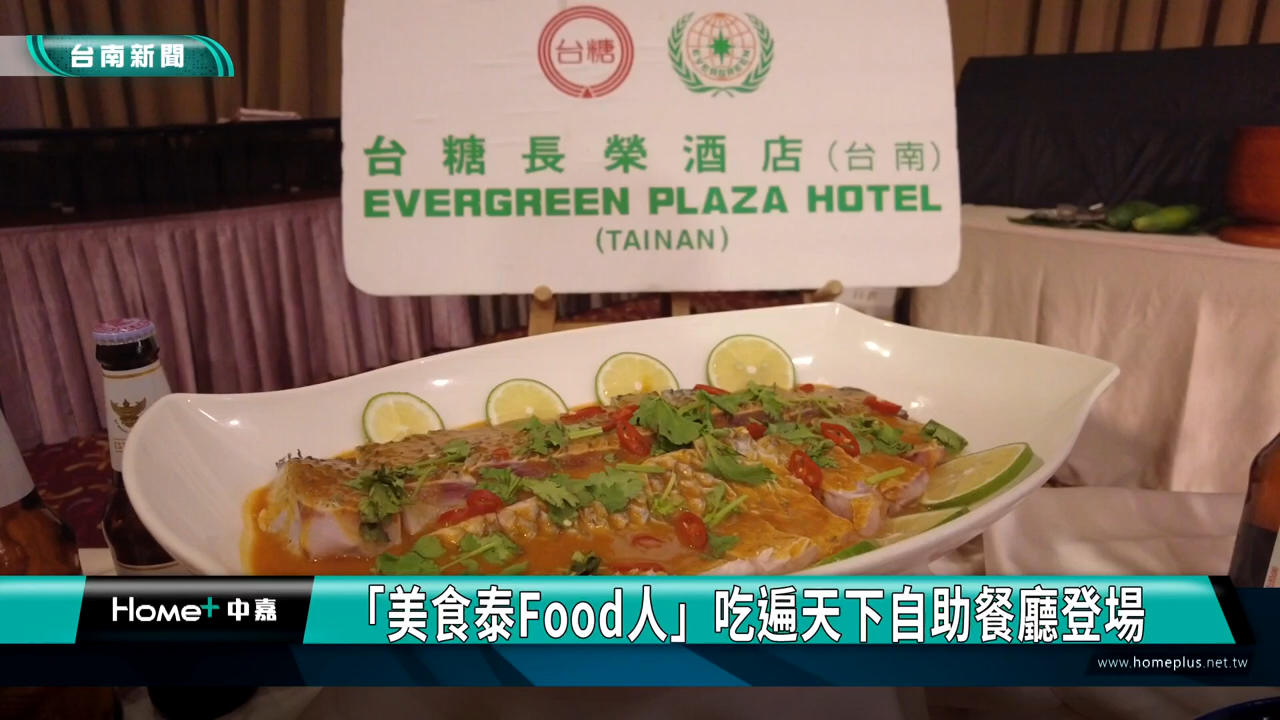 台南新聞
台糖
台糖長榮酒店(台南)
EVERGREEN PLAZA HOTEL
(TAINAN)
Home+ 中嘉
「美食泰Food人」吃遍天下自助餐廳登場
www.homeplus.net.tw